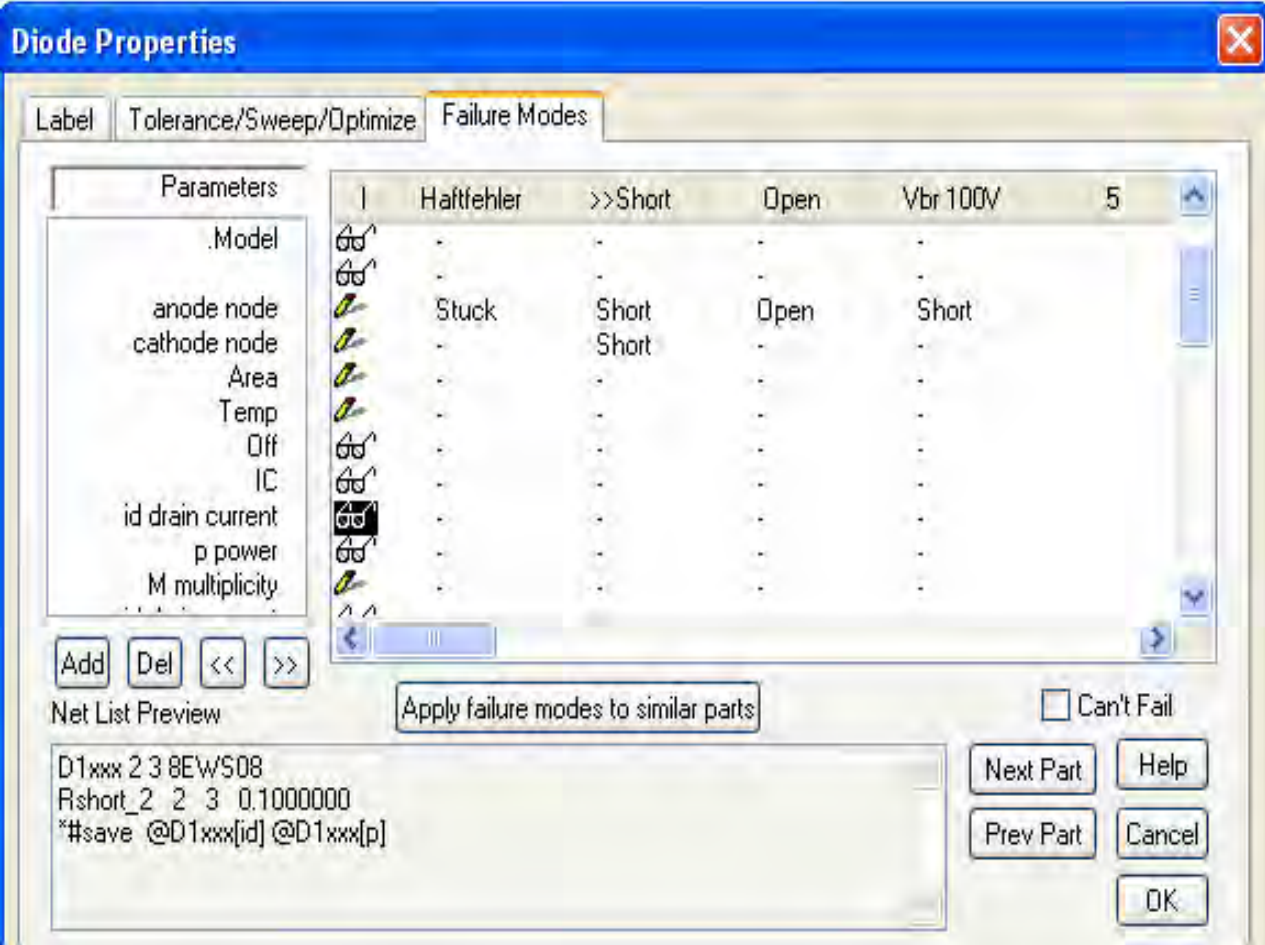 Diode Properties
Label Tolerance/Sweep/Optimize Failure Modes
Parameters | Haftfehler >>Short Open Vbr 100V 5
.Model - - - -
- - - -
anode node Stuck Short Open Short
cathode node - Short - -
Area - - - -
Temp - - - -
Off - - - -
IC - - - -
id drain current - - - -
p power - - - -
M multiplicity - - - -
Add Del << >>
Apply failure modes to similar parts Can't Fail
Net List Preview
D1xxx 2 3 8EWS08
Rshort_2 2 3 0.1000000
*#save @D1xxx[id] @D1xxx[p]
Next Part Help
Prev Part Cancel
OK